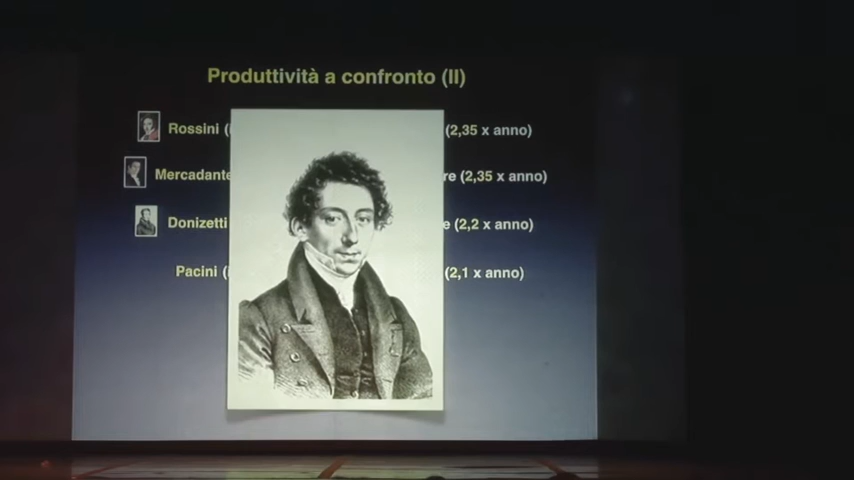 Produttività a confronto (II)
Rossini ( (2,35 x anno)
Mercadante re (2,35 x anno)
Donizetti e (2,2 x anno)
Pacini ( (2,1 x anno)